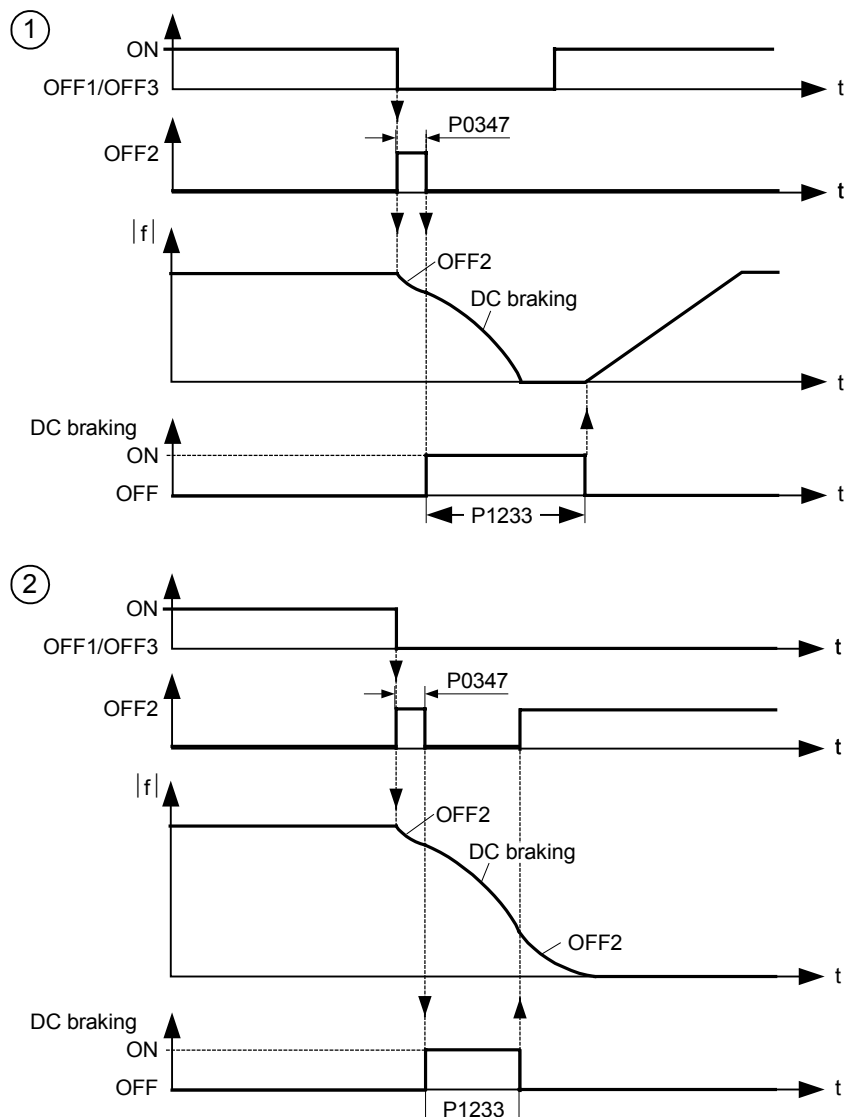 1
ON
OFF1/OFF3
t
P0347
OFF2
t
|f|
OFF2
DC braking
t
DC braking
ON
OFF
t
P1233
2
ON
OFF1/OFF3
t
P0347
OFF2
t
|f|
OFF2
DC braking
OFF2
t
DC braking
ON
OFF
t
P1233